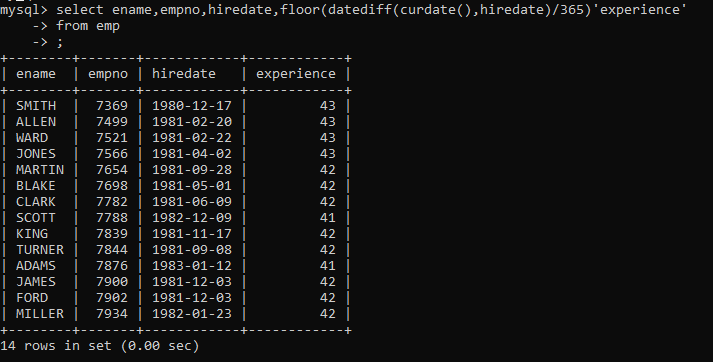 mysql> select ename,empno,hiredate,floor(datediff(curdate(),hiredate)/365)'experience'
    -> from emp
    -> ;
+--------+-------+------------+------------+
| ename  | empno | hiredate   | experience |
+--------+-------+------------+------------+
| SMITH  |  7369 | 1980-12-17 |         43 |
| ALLEN  |  7499 | 1981-02-20 |         43 |
| WARD   |  7521 | 1981-02-22 |         43 |
| JONES  |  7566 | 1981-04-02 |         43 |
| MARTIN |  7654 | 1981-09-28 |         42 |
| BLAKE  |  7698 | 1981-05-01 |         42 |
| CLARK  |  7782 | 1981-06-09 |         42 |
| SCOTT  |  7788 | 1982-12-09 |         41 |
| KING   |  7839 | 1981-11-17 |         42 |
| TURNER |  7844 | 1981-09-08 |         42 |
| ADAMS  |  7876 | 1983-01-12 |         41 |
| JAMES  |  7900 | 1981-12-03 |         42 |
| FORD   |  7902 | 1981-12-03 |         42 |
| MILLER |  7934 | 1982-01-23 |         42 |
+--------+-------+------------+------------+
14 rows in set (0.00 sec)